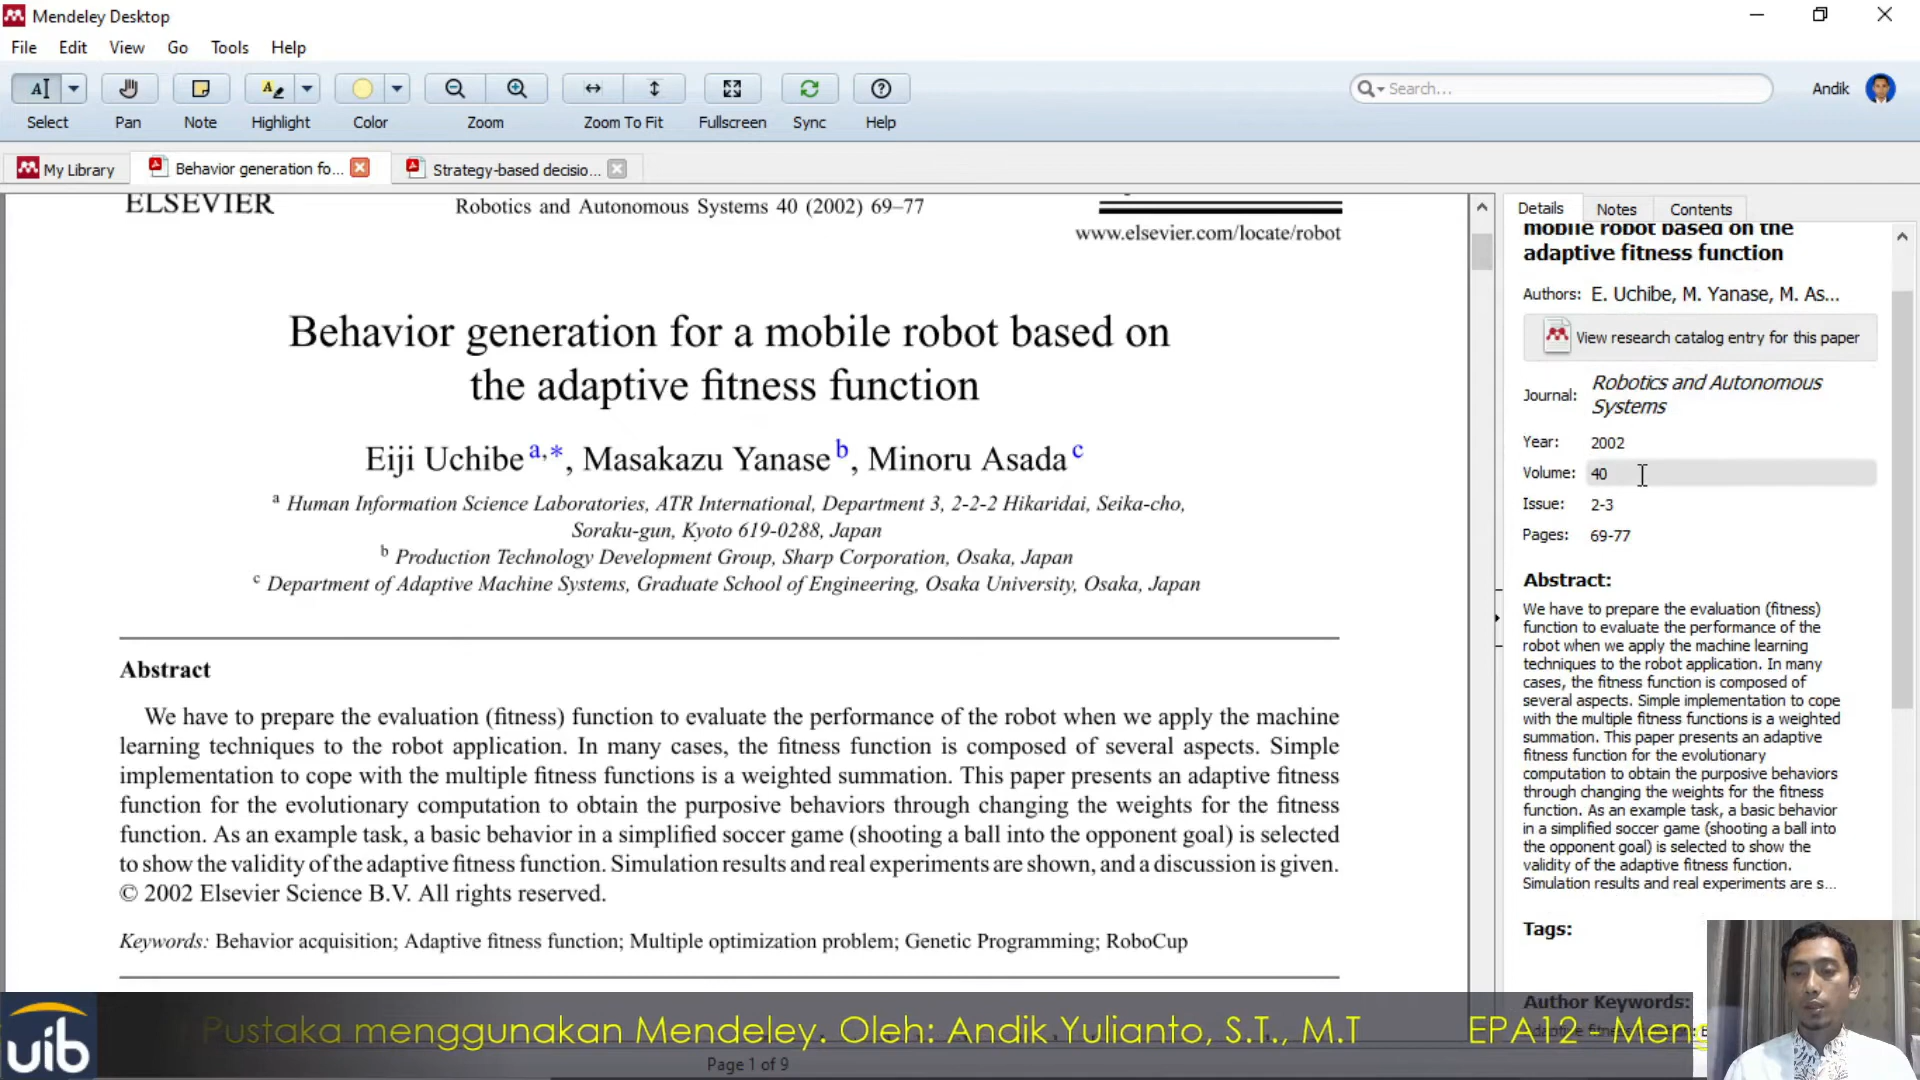 Mendeley Desktop
File Edit View Go Tools Help
Search...
Andik
Select Pan Note Highlight Color Zoom Zoom To Fit Fullscreen Sync Help
My Library
Behavior generation fo...
Strategy-based decisio...
ELSEVIER
Robotics and Autonomous Systems 40 (2002) 69–77
www.elsevier.com/locate/robot
Behavior generation for a mobile robot based on
the adaptive fitness function
Eiji Uchibe a,*, Masakazu Yanase b, Minoru Asada c
a Human Information Science Laboratories, ATR International, Department 3, 2-2-2 Hikaridai, Seika-cho,
Soraku-gun, Kyoto 619-0288, Japan
b Production Technology Development Group, Sharp Corporation, Osaka, Japan
c Department of Adaptive Machine Systems, Graduate School of Engineering, Osaka University, Osaka, Japan
Abstract
We have to prepare the evaluation (fitness) function to evaluate the performance of the robot when we apply the machine
learning techniques to the robot application. In many cases, the fitness function is composed of several aspects. Simple
implementation to cope with the multiple fitness functions is a weighted summation. This paper presents an adaptive fitness
function for the evolutionary computation to obtain the purposive behaviors through changing the weights for the fitness
function. As an example task, a basic behavior in a simplified soccer game (shooting a ball into the opponent goal) is selected
to show the validity of the adaptive fitness function. Simulation results and real experiments are shown, and a discussion is given.
© 2002 Elsevier Science B.V. All rights reserved.
Keywords: Behavior acquisition; Adaptive fitness function; Multiple optimization problem; Genetic Programming; RoboCup
Details Notes Contents
mobile robot based on the
adaptive fitness function
Authors: E. Uchibe, M. Yanase, M. As...
View research catalog entry for this paper
Journal: Robotics and Autonomous
Systems
Year: 2002
Volume: 40
Issue: 2-3
Pages: 69-77
Abstract:
We have to prepare the evaluation (fitness)
function to evaluate the performance of the
robot when we apply the machine learning
techniques to the robot application. In many
cases, the fitness function is composed of
several aspects. Simple implementation to cope
with the multiple fitness functions is a weighted
summation. This paper presents an adaptive
fitness function for the evolutionary
computation to obtain the purposive behaviors
through changing the weights for the fitness
function. As an example task, a basic behavior
in a simplified soccer game (shooting a ball into
the opponent goal) is selected to show the
validity of the adaptive fitness function.
Simulation results and real experiments are s...
Tags:
Author Keywords:
uib
Pustaka menggunakan Mendeley. Oleh: Andik Yulianto, S.T., M.T
EPA12 - Meng
Page 1 of 9